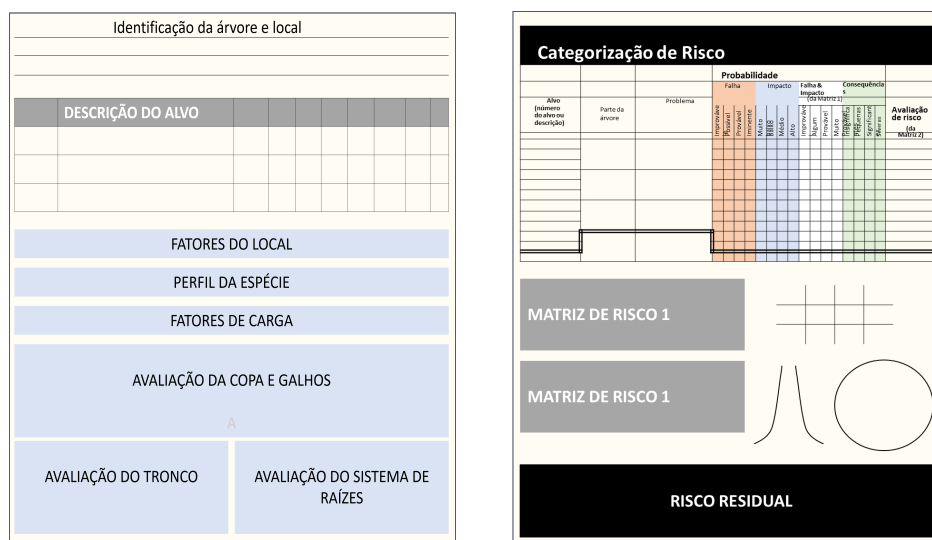 Identificação da árvore e local
DESCRIÇÃO DO ALVO
FATORES DO LOCAL
PERFIL DA ESPÉCIE
FATORES DE CARGA
AVALIAÇÃO DA COPA E GALHOS
A
AVALIAÇÃO DO TRONCO
AVALIAÇÃO DO SISTEMA DE
RAÍZES
Categorização de Risco
Probabilidade
Falha
Impacto
Falha &
Impacto
(da Matriz 1)
Consequência
s
Alvo
(número
do alvo ou
descrição)
Parte da
árvore
Problema
Improváve
Possível
Provável
Iminente
Muito
Médio
Alto
Improváve
Algum
Provável
Muito
Pequenas
Significant
Severas
Avaliação
de risco
(da
Matriz 2)
MATRIZ DE RISCO 1
MATRIZ DE RISCO 1
RISCO RESIDUAL